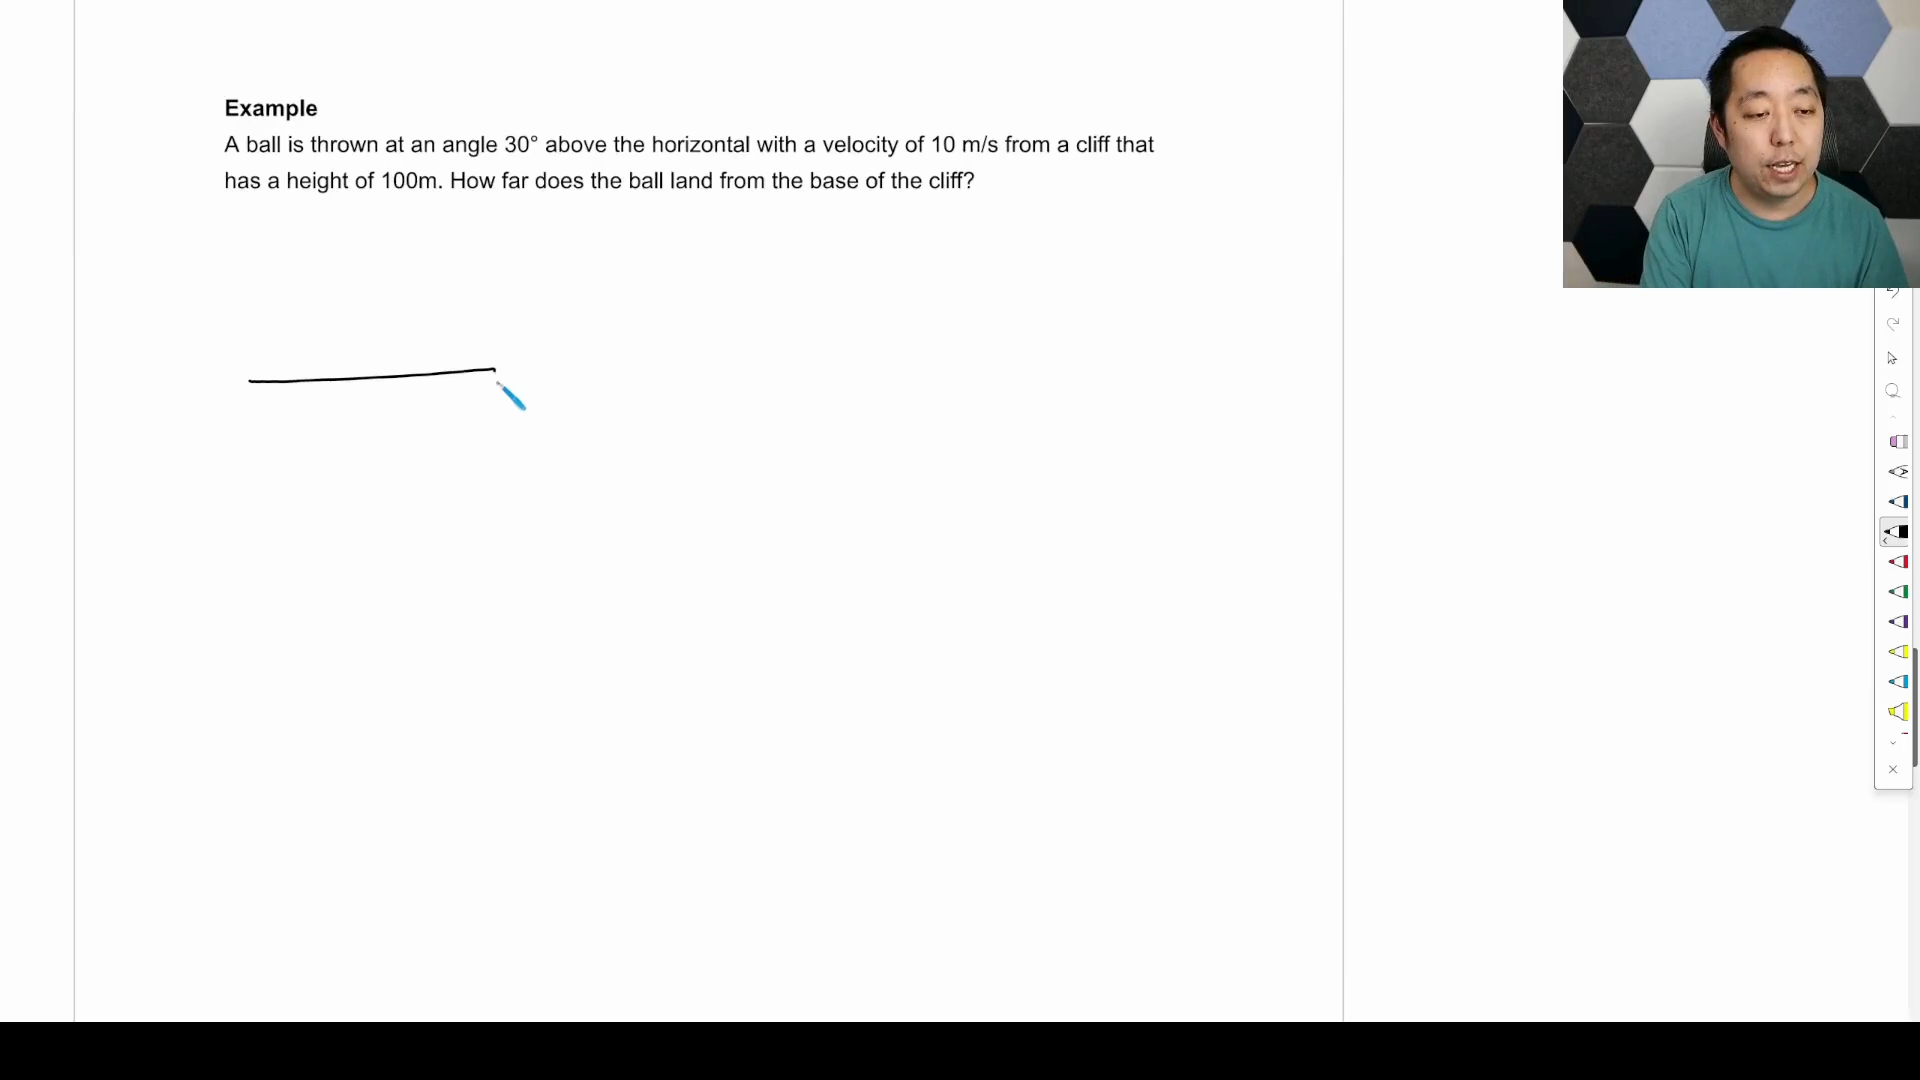 Example
A ball is thrown at an angle 30° above the horizontal with a velocity of 10 m/s from a cliff that
has a height of 100m. How far does the ball land from the base of the cliff?